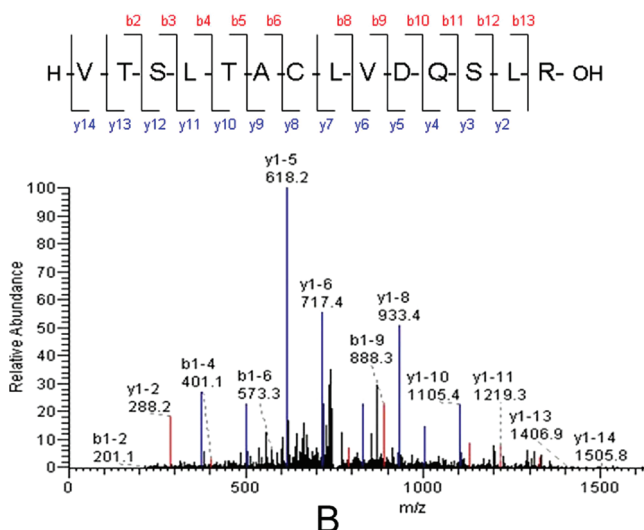 b2 b3 b4 b5 b6 b8 b9 b10 b11 b12 b13
H V T S L T A C L V D Q S L R OH
y14 y13 y12 y11 y10 y9 y8 y7 y6 y5 y4 y3 y2
y1-5
618.2
y1-6
717.4
y1-8
933.4
b1-9
888.3
b1-4
401.1
b1-6
573.3
y1-2
288.2
y1-10
1105.4
y1-11
1219.3
y1-13
1406.9
b1-2
201.1
y1-14
1505.8
100
90
80
70
60
50
40
30
20
10
0
Relative Abundance
0 500 1000 1500
m/z
B